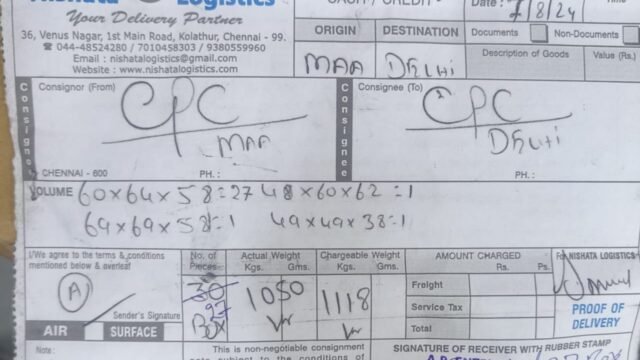 Logistics
Your Delivery Partner
36, Venus Nagar, 1st Main Road, Kolathur, Chennai - 99.
☎ 044-48524280 / 7010458303 / 9380559960
Email : nishatalogistics@gmail.com
Website : www.nishatalogistics.com
Date : 7/8/24
ORIGIN DESTINATION Documents Non-Documents
MAA DELHI Description of Goods Value (Rs.)
Consignor Consignor (From) Consignee Consignee (To)
CPC CPC
MAA DELHI
CHENNAI - 600 PH. : PH. :
VOLUME 60x64x58=27 48x60x62=1
69x69x58=1 49x49x38=1
I/We agree to the terms & conditions
mentioned below & overleaf
No. of Pieces Actual Weight Kgs. Gms. Chargeable Weight Kgs. Gms. AMOUNT CHARGED Rs. Ps. For NISHATA LOGISTICS
A 30 1050 1118 Freight
Box Service Tax PROOF OF
Sender's Signature DELIVERY
AIR SURFACE Total
Note : This is non-negotiable consignment SIGNATURE OF RECEIVER WITH RUBBER STAMP